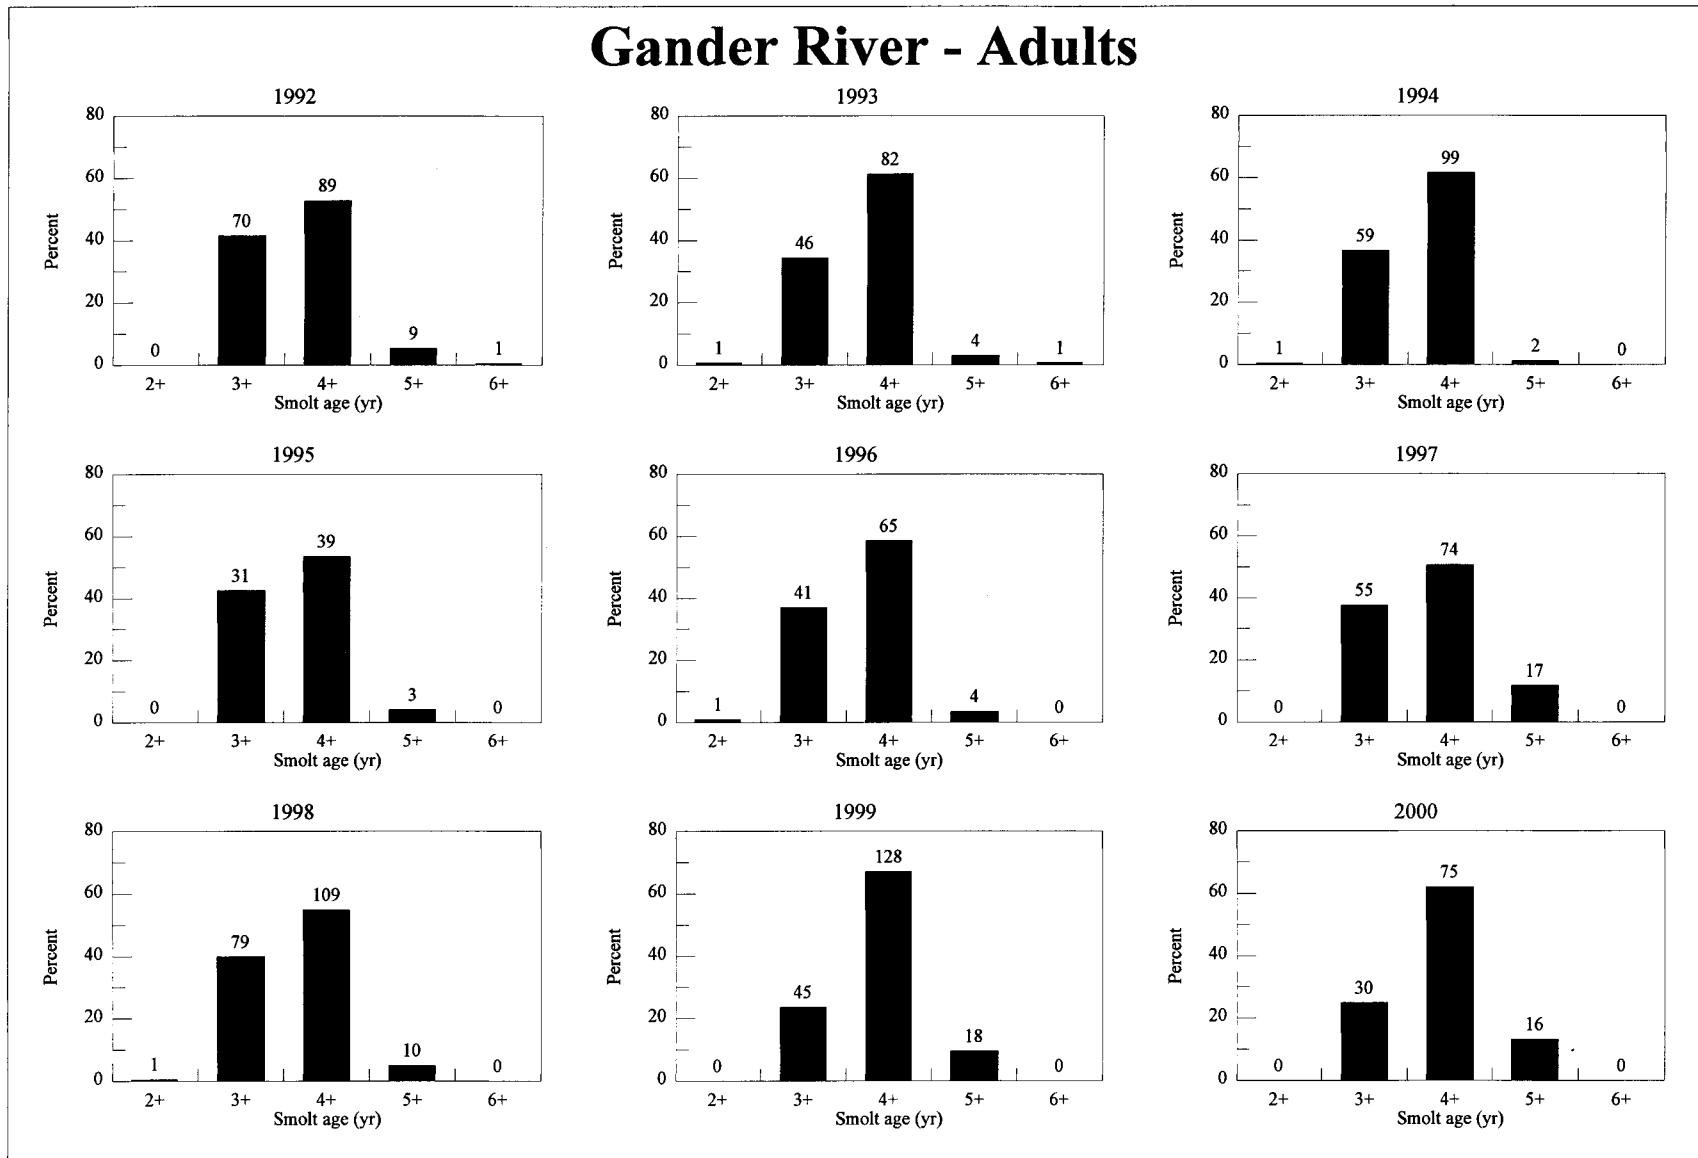 Gander River - Adults
1992 1993 1994
80 80 80
60 60 60
40 40 40
20 20 20
0 0 0
Percent Percent Percent
0 70 89 9 1
1 46 82 4 1
1 59 99 2 0
2+ 3+ 4+ 5+ 6+ 2+ 3+ 4+ 5+ 6+ 2+ 3+ 4+ 5+ 6+
Smolt age (yr) Smolt age (yr) Smolt age (yr)
1995 1996 1997
80 80 80
60 60 60
40 40 40
20 20 20
0 0 0
Percent Percent Percent
0 31 39 3 0
1 41 65 4 0
0 55 74 17 0
2+ 3+ 4+ 5+ 6+ 2+ 3+ 4+ 5+ 6+ 2+ 3+ 4+ 5+ 6+
Smolt age (yr) Smolt age (yr) Smolt age (yr)
1998 1999 2000
80 80 80
60 60 60
40 40 40
20 20 20
0 0 0
Percent Percent Percent
1 79 109 10 0
0 45 128 18 0
0 30 75 16 0
2+ 3+ 4+ 5+ 6+ 2+ 3+ 4+ 5+ 6+ 2+ 3+ 4+ 5+ 6+
Smolt age (yr) Smolt age (yr) Smolt age (yr)